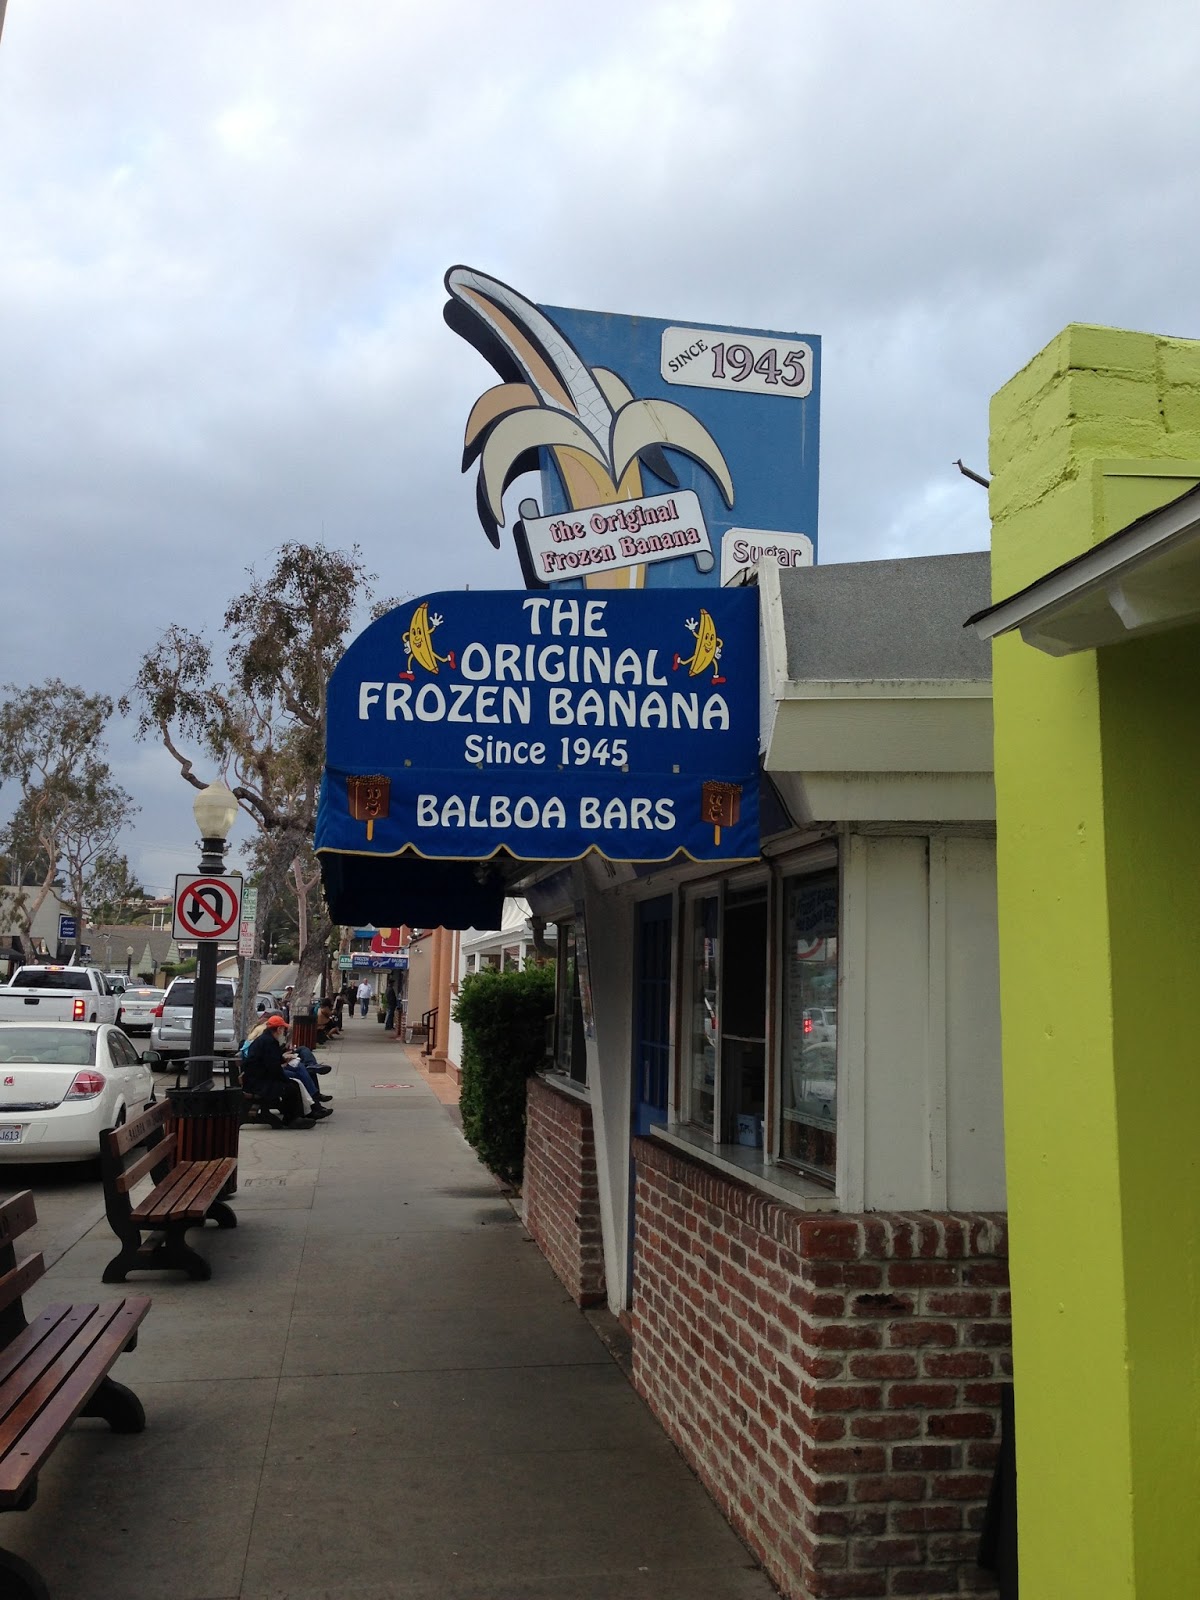 SINCE 1945
the Original
Frozen Banana
Sugar
THE
ORIGINAL
FROZEN BANANA
Since 1945
BALBOA BARS